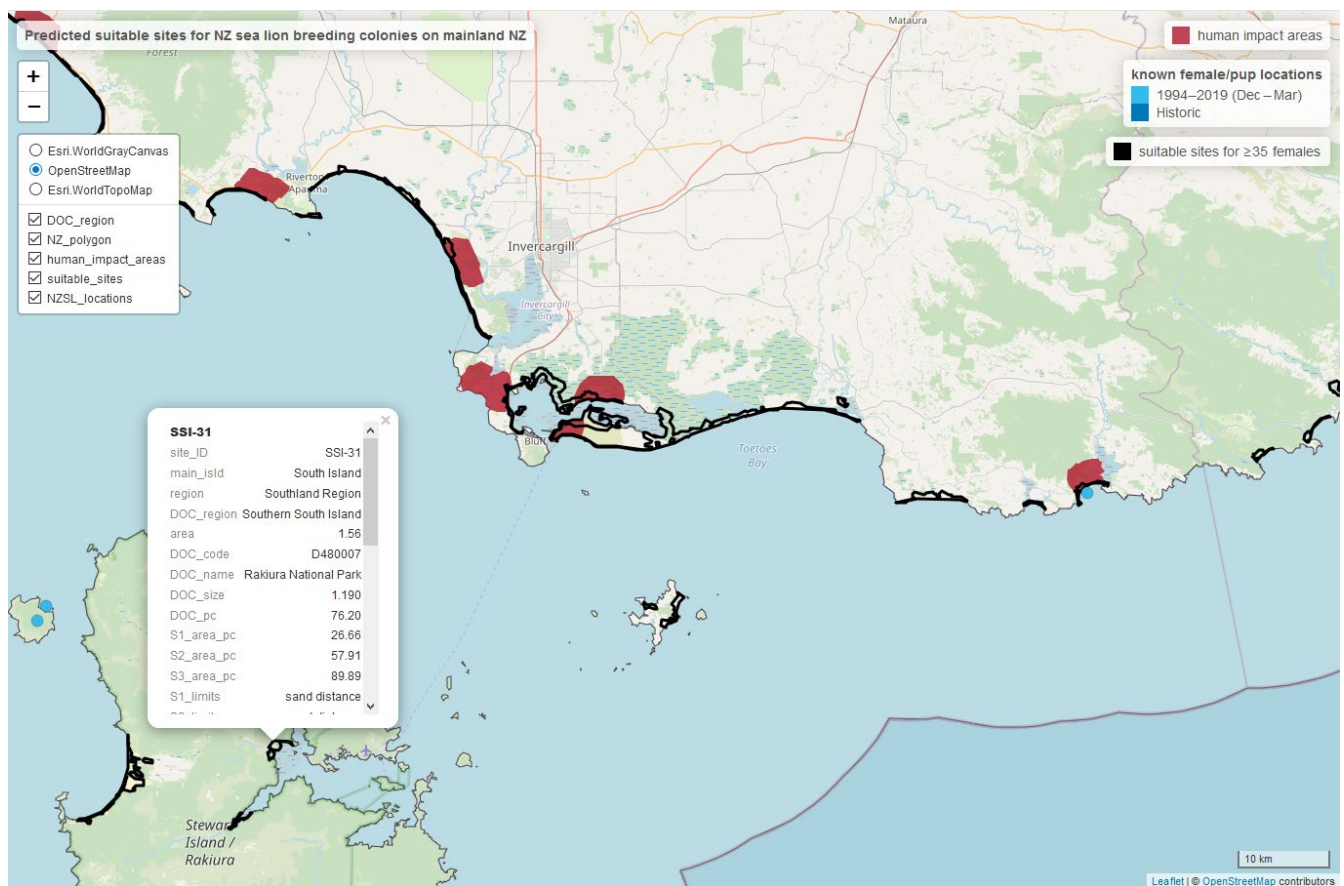 Predicted suitable sites for NZ sea lion breeding colonies on mainland NZ
Forest
Mataura
human impact areas
+
−
known female/pup locations
1994–2019 (Dec – Mar)
Historic
suitable sites for ≥35 females
Esri.WorldGrayCanvas
OpenStreetMap
Esri.WorldTopoMap
DOC_region
NZ_polygon
human_impact_areas
suitable_sites
NZSL_locations
Riverton
Aparima
Invercargill
Invercargill
City
Bluff
Toetoes
Bay
×
SSI-31
site_ID SSI-31
main_isld South Island
region Southland Region
DOC_region Southern South Island
area 1.56
DOC_code D480007
DOC_name Rakiura National Park
DOC_size 1.190
DOC_pc 76.20
S1_area_pc 26.66
S2_area_pc 57.91
S3_area_pc 89.89
S1_limits sand distance
Stewart
Island /
Rakiura
10 km
Leaflet | © OpenStreetMap contributors